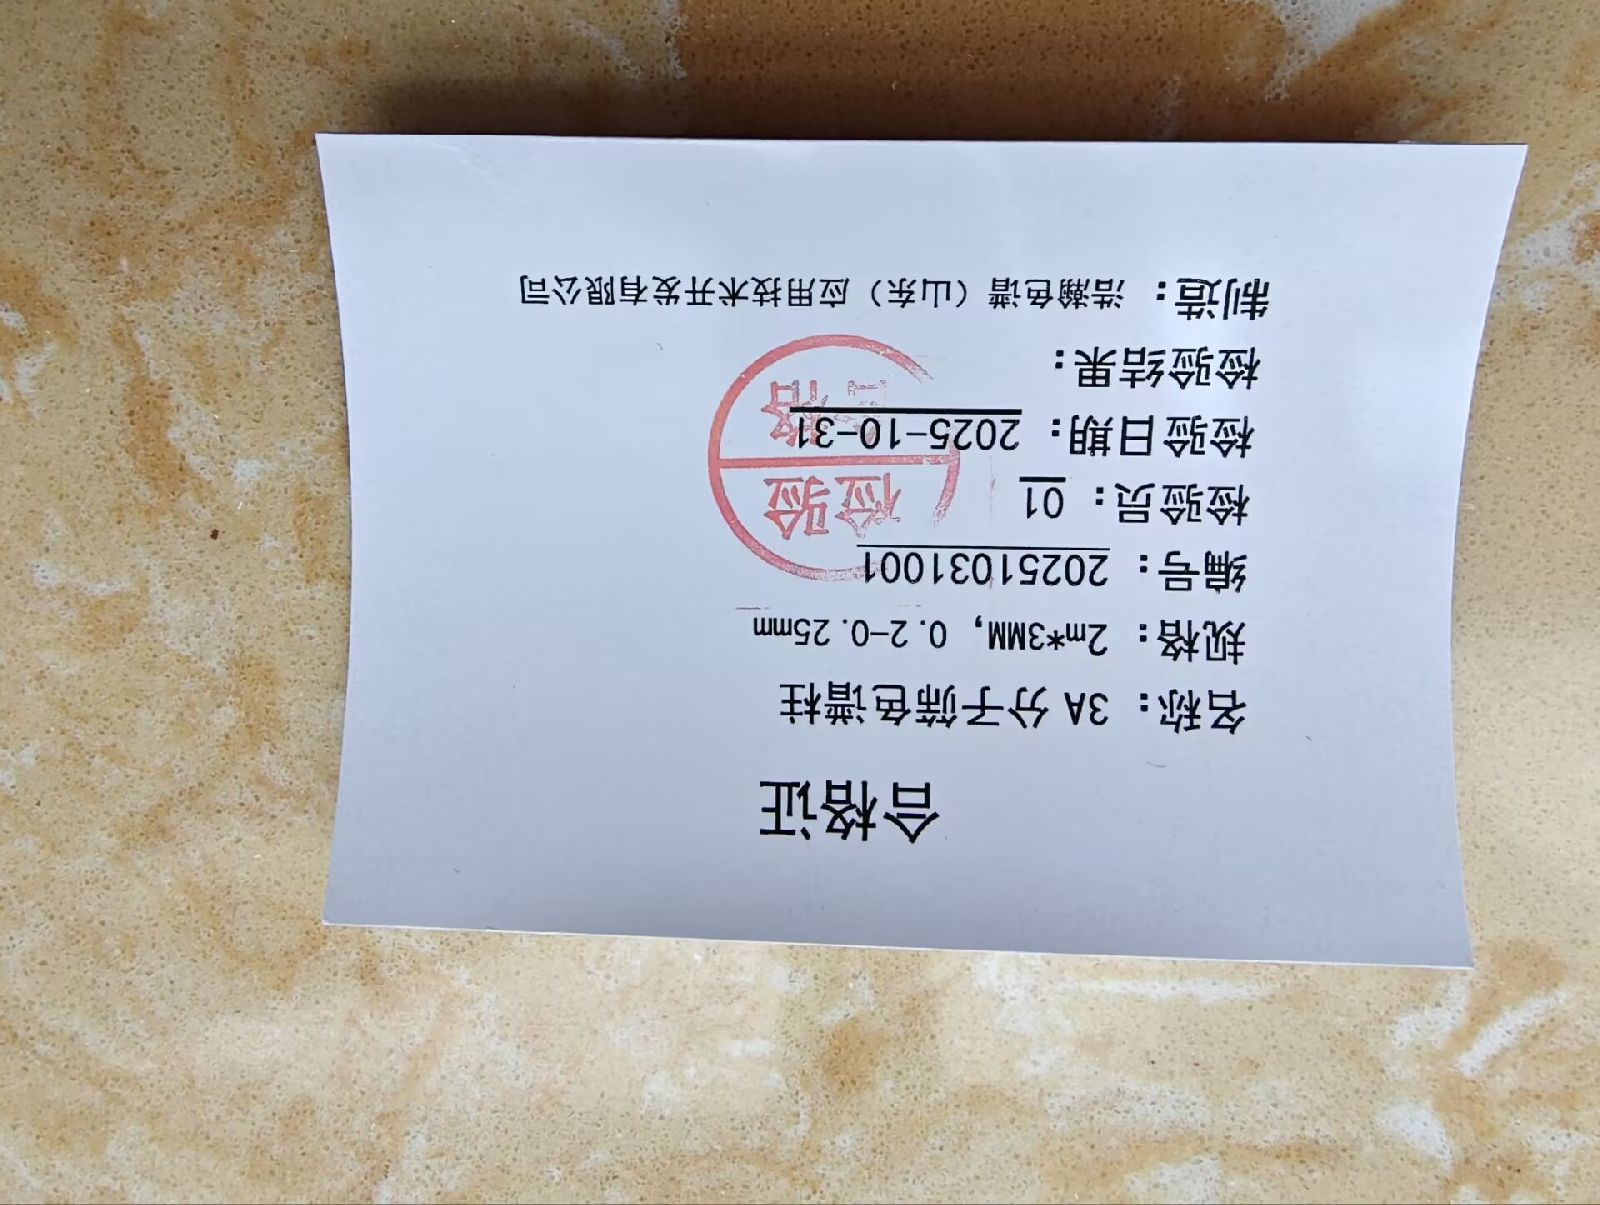 合格证
名称： 3A 分子筛色谱柱
规格： 2m*3MM, 0.2-0.25mm
编号： 20251031001
检验员： 01
检验日期： 2025-10-31
检验结果：
制造： 浩瀚色谱（山东）应用技术开发有限公司
检验
合格